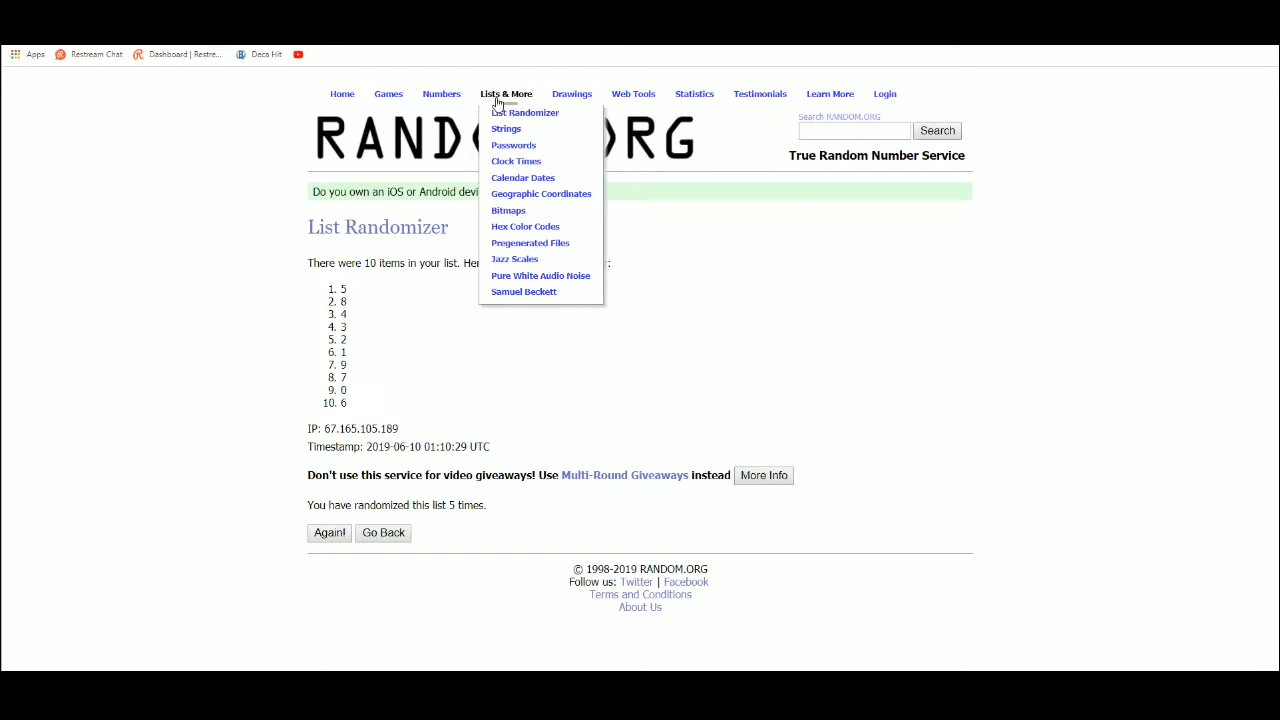 Apps Restream Chat Dashboard | Restre... Deca Hit
Home Games Numbers Lists & More Drawings Web Tools Statistics Testimonials Learn More Login
List Randomizer
Strings
Passwords
Clock Times
Calendar Dates
Geographic Coordinates
Bitmaps
Hex Color Codes
Pregenerated Files
Jazz Scales
Pure White Audio Noise
Samuel Beckett
RAND RG
Search RANDOM.ORG
Search
True Random Number Service
Do you own an iOS or Android devi
List Randomizer
There were 10 items in your list. He :
1. 5
2. 8
3. 4
4. 3
5. 2
6. 1
7. 9
8. 7
9. 0
10. 6
IP: 67.165.105.189
Timestamp: 2019-06-10 01:10:29 UTC
Don't use this service for video giveaways! Use Multi-Round Giveaways instead More Info
You have randomized this list 5 times.
Again! Go Back
© 1998-2019 RANDOM.ORG
Follow us: Twitter | Facebook
Terms and Conditions
About Us